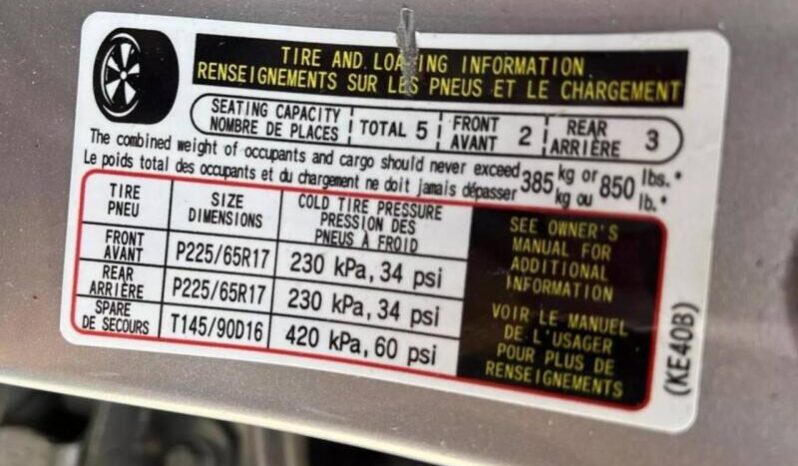 TIRE AND LOADING INFORMATION
RENSEIGNEMENTS SUR LES PNEUS ET LE CHARGEMENT
SEATING CAPACITY
NOMBRE DE PLACES
TOTAL 5
FRONT
AVANT
2
REAR
ARRIÈRE
3
The combined weight of occupants and cargo should never exceed 385 kg or 850 lbs.*
Le poids total des occupants et du chargement ne doit jamais dépasser kg ou lb.*
TIRE
PNEU
SIZE
DIMENSIONS
COLD TIRE PRESSURE
PRESSION DES
PNEUS À FROID
FRONT
AVANT
P225/65R17
230 kPa, 34 psi
REAR
ARRIÈRE
P225/65R17
230 kPa, 34 psi
SPARE
DE SECOURS
T145/90D16
420 kPa, 60 psi
SEE OWNER'S
MANUAL FOR
ADDITIONAL
INFORMATION
VOIR LE MANUEL
DE L'USAGER
POUR PLUS DE
RENSEIGNEMENTS
(KE40B)